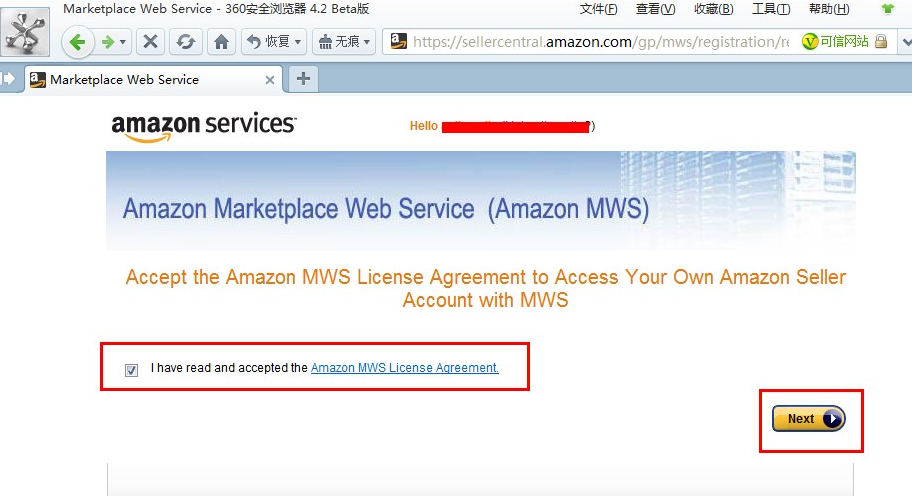 Marketplace Web Service - 360安全浏览器 4.2 Beta版
文件(F) 查看(V) 收藏(B) 工具(T) 帮助(H)
恢复 无痕 https://sellercentral.amazon.com/gp/mws/registration/re 可信网站
Marketplace Web Service
amazon services
Hello )
Amazon Marketplace Web Service (Amazon MWS)
Accept the Amazon MWS License Agreement to Access Your Own Amazon Seller
Account with MWS
I have read and accepted the Amazon MWS License Agreement.
Next